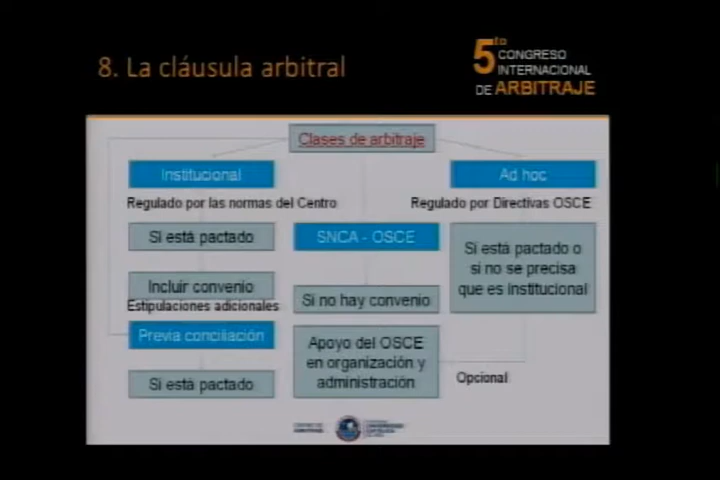 8. La cláusula arbitral
5to
CONGRESO
INTERNACIONAL
DE ARBITRAJE
Clases de arbitraje
Institucional
Ad hoc
Regulado por las normas del Centro
Regulado por Directivas OSCE
Si está pactado
SNCA - OSCE
Si está pactado o
si no se precisa
que es institucional
Incluir convenio
Estipulaciones adicionales
Si no hay convenio
Previa conciliación
Apoyo del OSCE
en organización y
administración
Si está pactado
Opcional